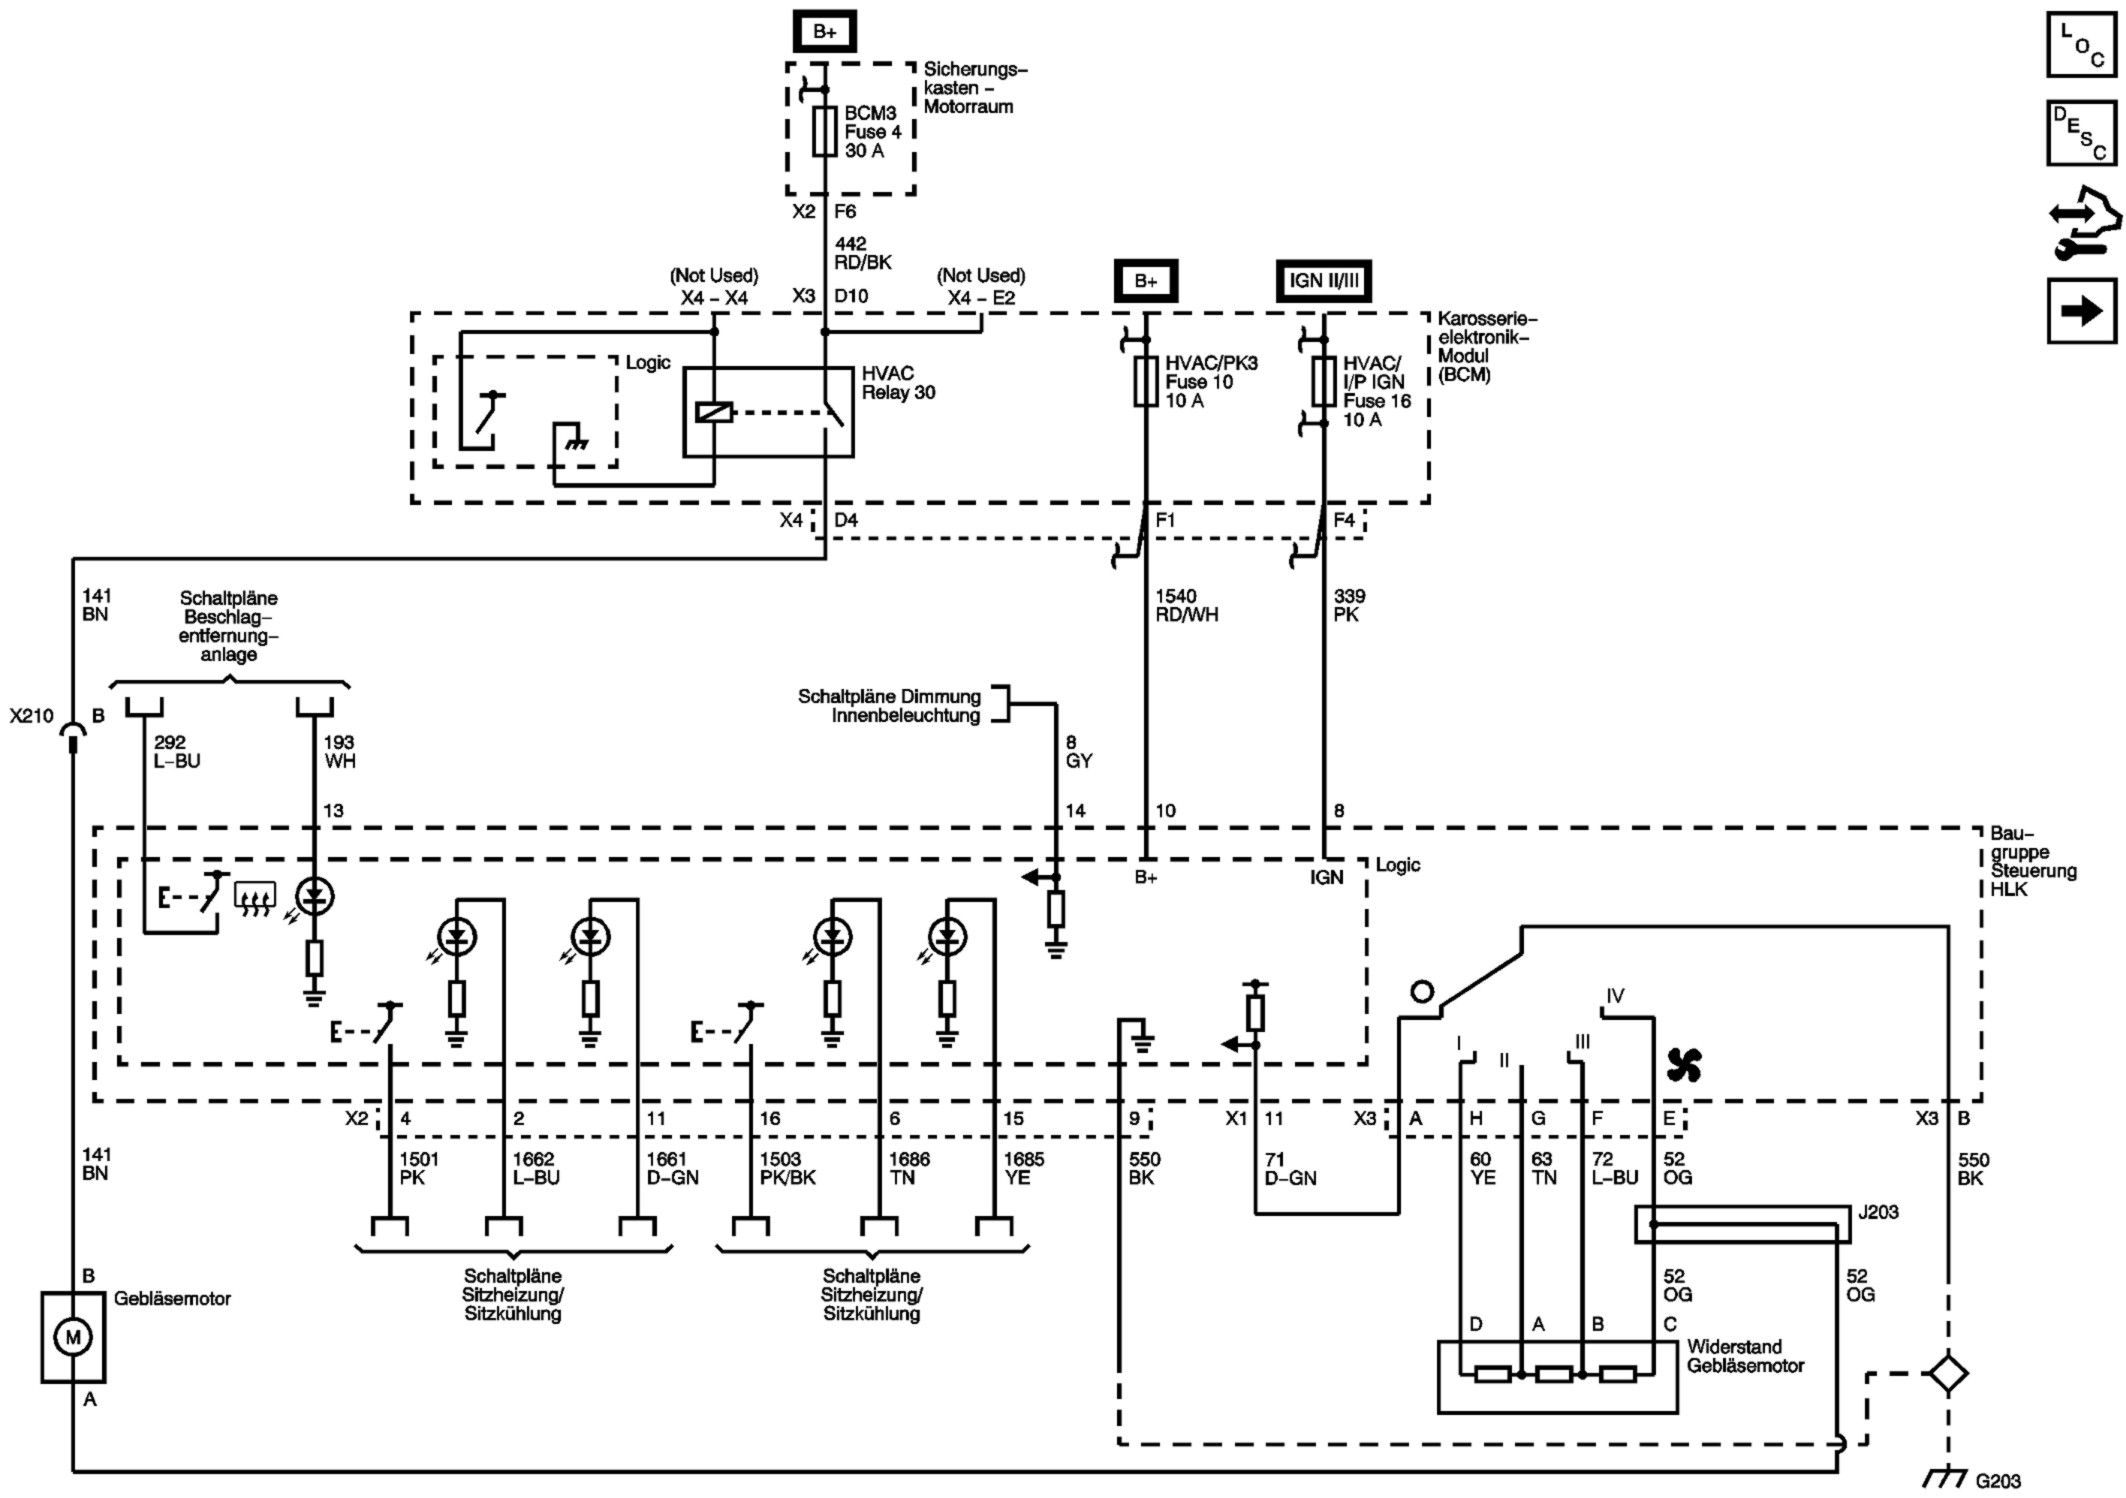 B+
L O C
Sicherungs–
kasten –
Motorraum
BCM3
Fuse 4
30 A
D E S C
X2 F6
442
RD/BK
(Not Used)
X4 – X4
X3 D10
(Not Used)
X4 – E2
B+
IGN II/III
Karosserie–
elektronik–
Modul
(BCM)
Logic
HVAC
Relay 30
HVAC/PK3
Fuse 10
10 A
HVAC/
I/P IGN
Fuse 16
10 A
X4 D4 F1 F4
141
BN
Schaltpläne
Beschlag–
entfernung–
anlage
1540
RD/WH
339
PK
X210 B
292
L–BU
193
WH
Schaltpläne Dimmung
Innenbeleuchtung
8
GY
13 14 10 8
Bau–
gruppe
Steuerung
HLK
Logic
B+ IGN
I II III IV
X2 4 2 11 16 6 15 9 X1 11 X3 A H G F E X3 B
141
BN
1501
PK
1662
L–BU
1661
D–GN
1503
PK/BK
1686
TN
1685
YE
550
BK
71
D–GN
60
YE
63
TN
72
L–BU
52
OG
550
BK
J203
Schaltpläne
Sitzheizung/
Sitzkühlung
Schaltpläne
Sitzheizung/
Sitzkühlung
52
OG
52
OG
B
Gebläsemotor
M
A
D A B C
Widerstand
Gebläsemotor
G203